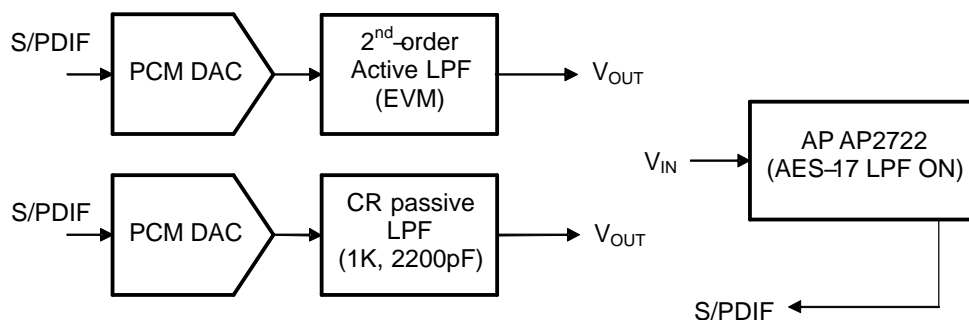 S/PDIF
PCM DAC
2nd–order
Active LPF
(EVM)
VOUT
S/PDIF
PCM DAC
CR passive
LPF
(1K, 2200pF)
VOUT
VIN
AP AP2722
(AES–17 LPF ON)
S/PDIF